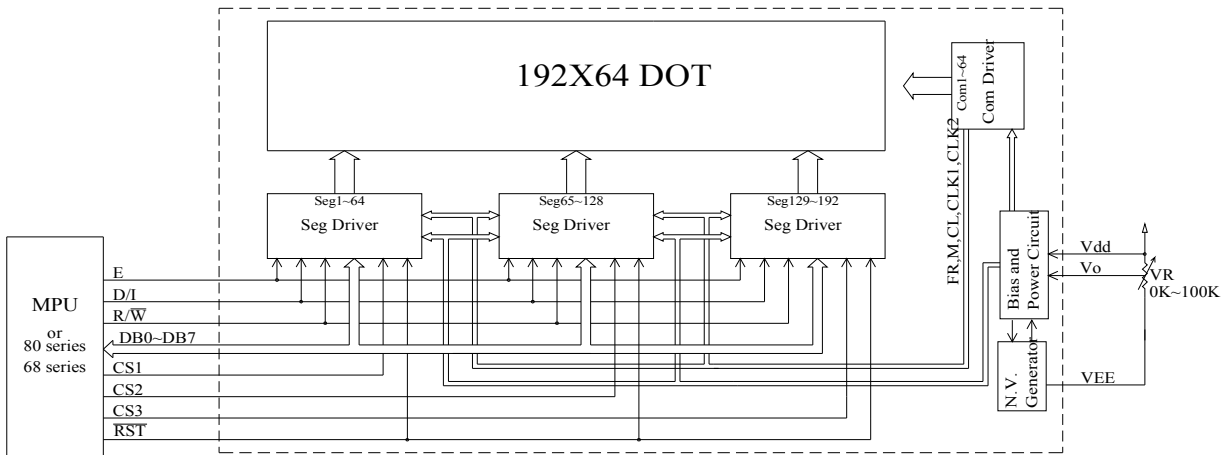 192X64 DOT
Com1~64
Com Driver
FR,M,CL,CLK1,CLK2
Seg1~64
Seg Driver
Seg65~128
Seg Driver
Seg129~192
Seg Driver
MPU
or
80 series
68 series
E
D/I
R/W̅
DB0~DB7
CS1
CS2
CS3
R̅S̅T̅
Bias and
Power Circuit
Vdd
Vo
VR
0K~100K
N.V.
Generator
VEE